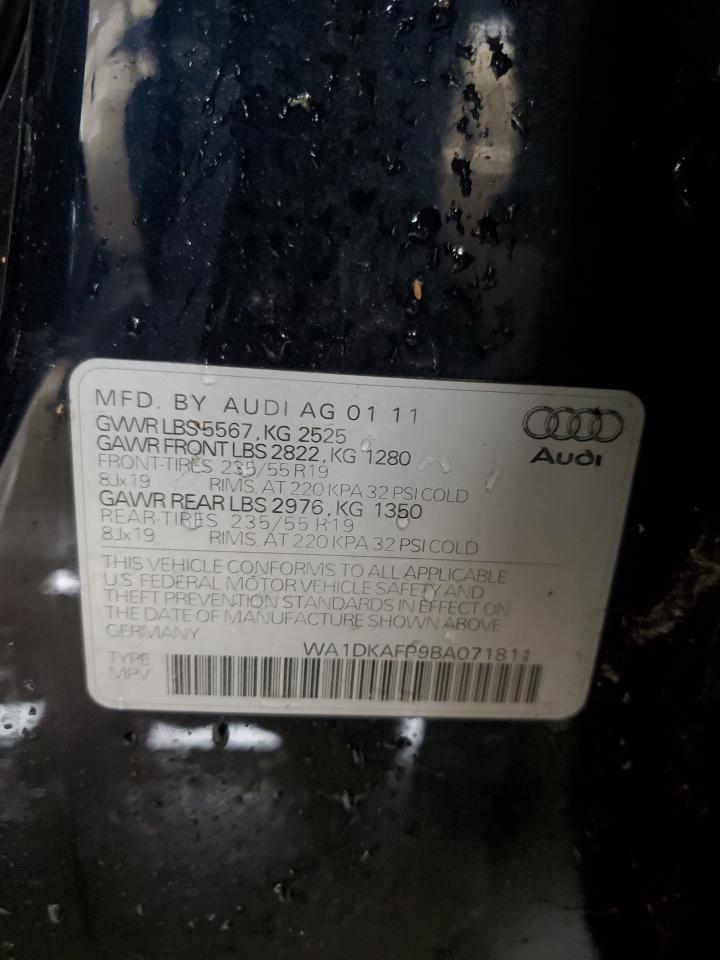 MFD. BY AUDI AG 01 11
GVWR LBS 5567, KG 2525
GAWR FRONT LBS 2822, KG 1280
FRONT-TIRES 235/55 R19
8Jx19 RIMS, AT 220 KPA 32 PSI COLD
GAWR REAR LBS 2976, KG 1350
REAR-TIRES 235/55 R19
8Jx19 RIMS, AT 220 KPA 32 PSI COLD
Audi
THIS VEHICLE CONFORMS TO ALL APPLICABLE
U.S. FEDERAL MOTOR VEHICLE SAFETY AND
THEFT PREVENTION STANDARDS IN EFFECT ON
THE DATE OF MANUFACTURE SHOWN ABOVE
GERMANY
WA1DKAFP9BA071811
TYPE
MPV